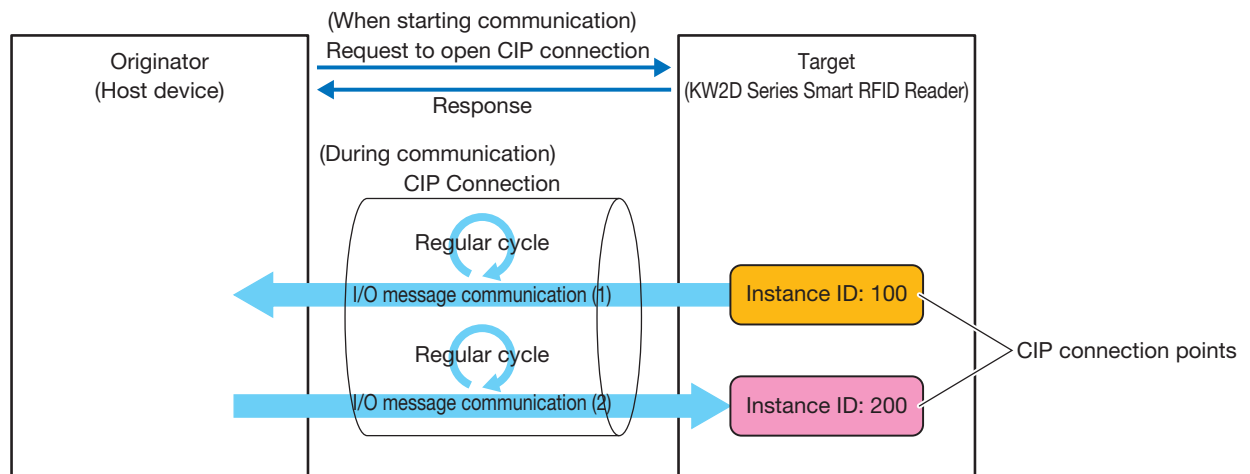 (When starting communication)
Request to open CIP connection
Originator
(Host device)
Target
(KW2D Series Smart RFID Reader)
Response
(During communication)
CIP Connection
Regular cycle
I/O message communication (1)
Instance ID: 100
Regular cycle
CIP connection points
I/O message communication (2)
Instance ID: 200